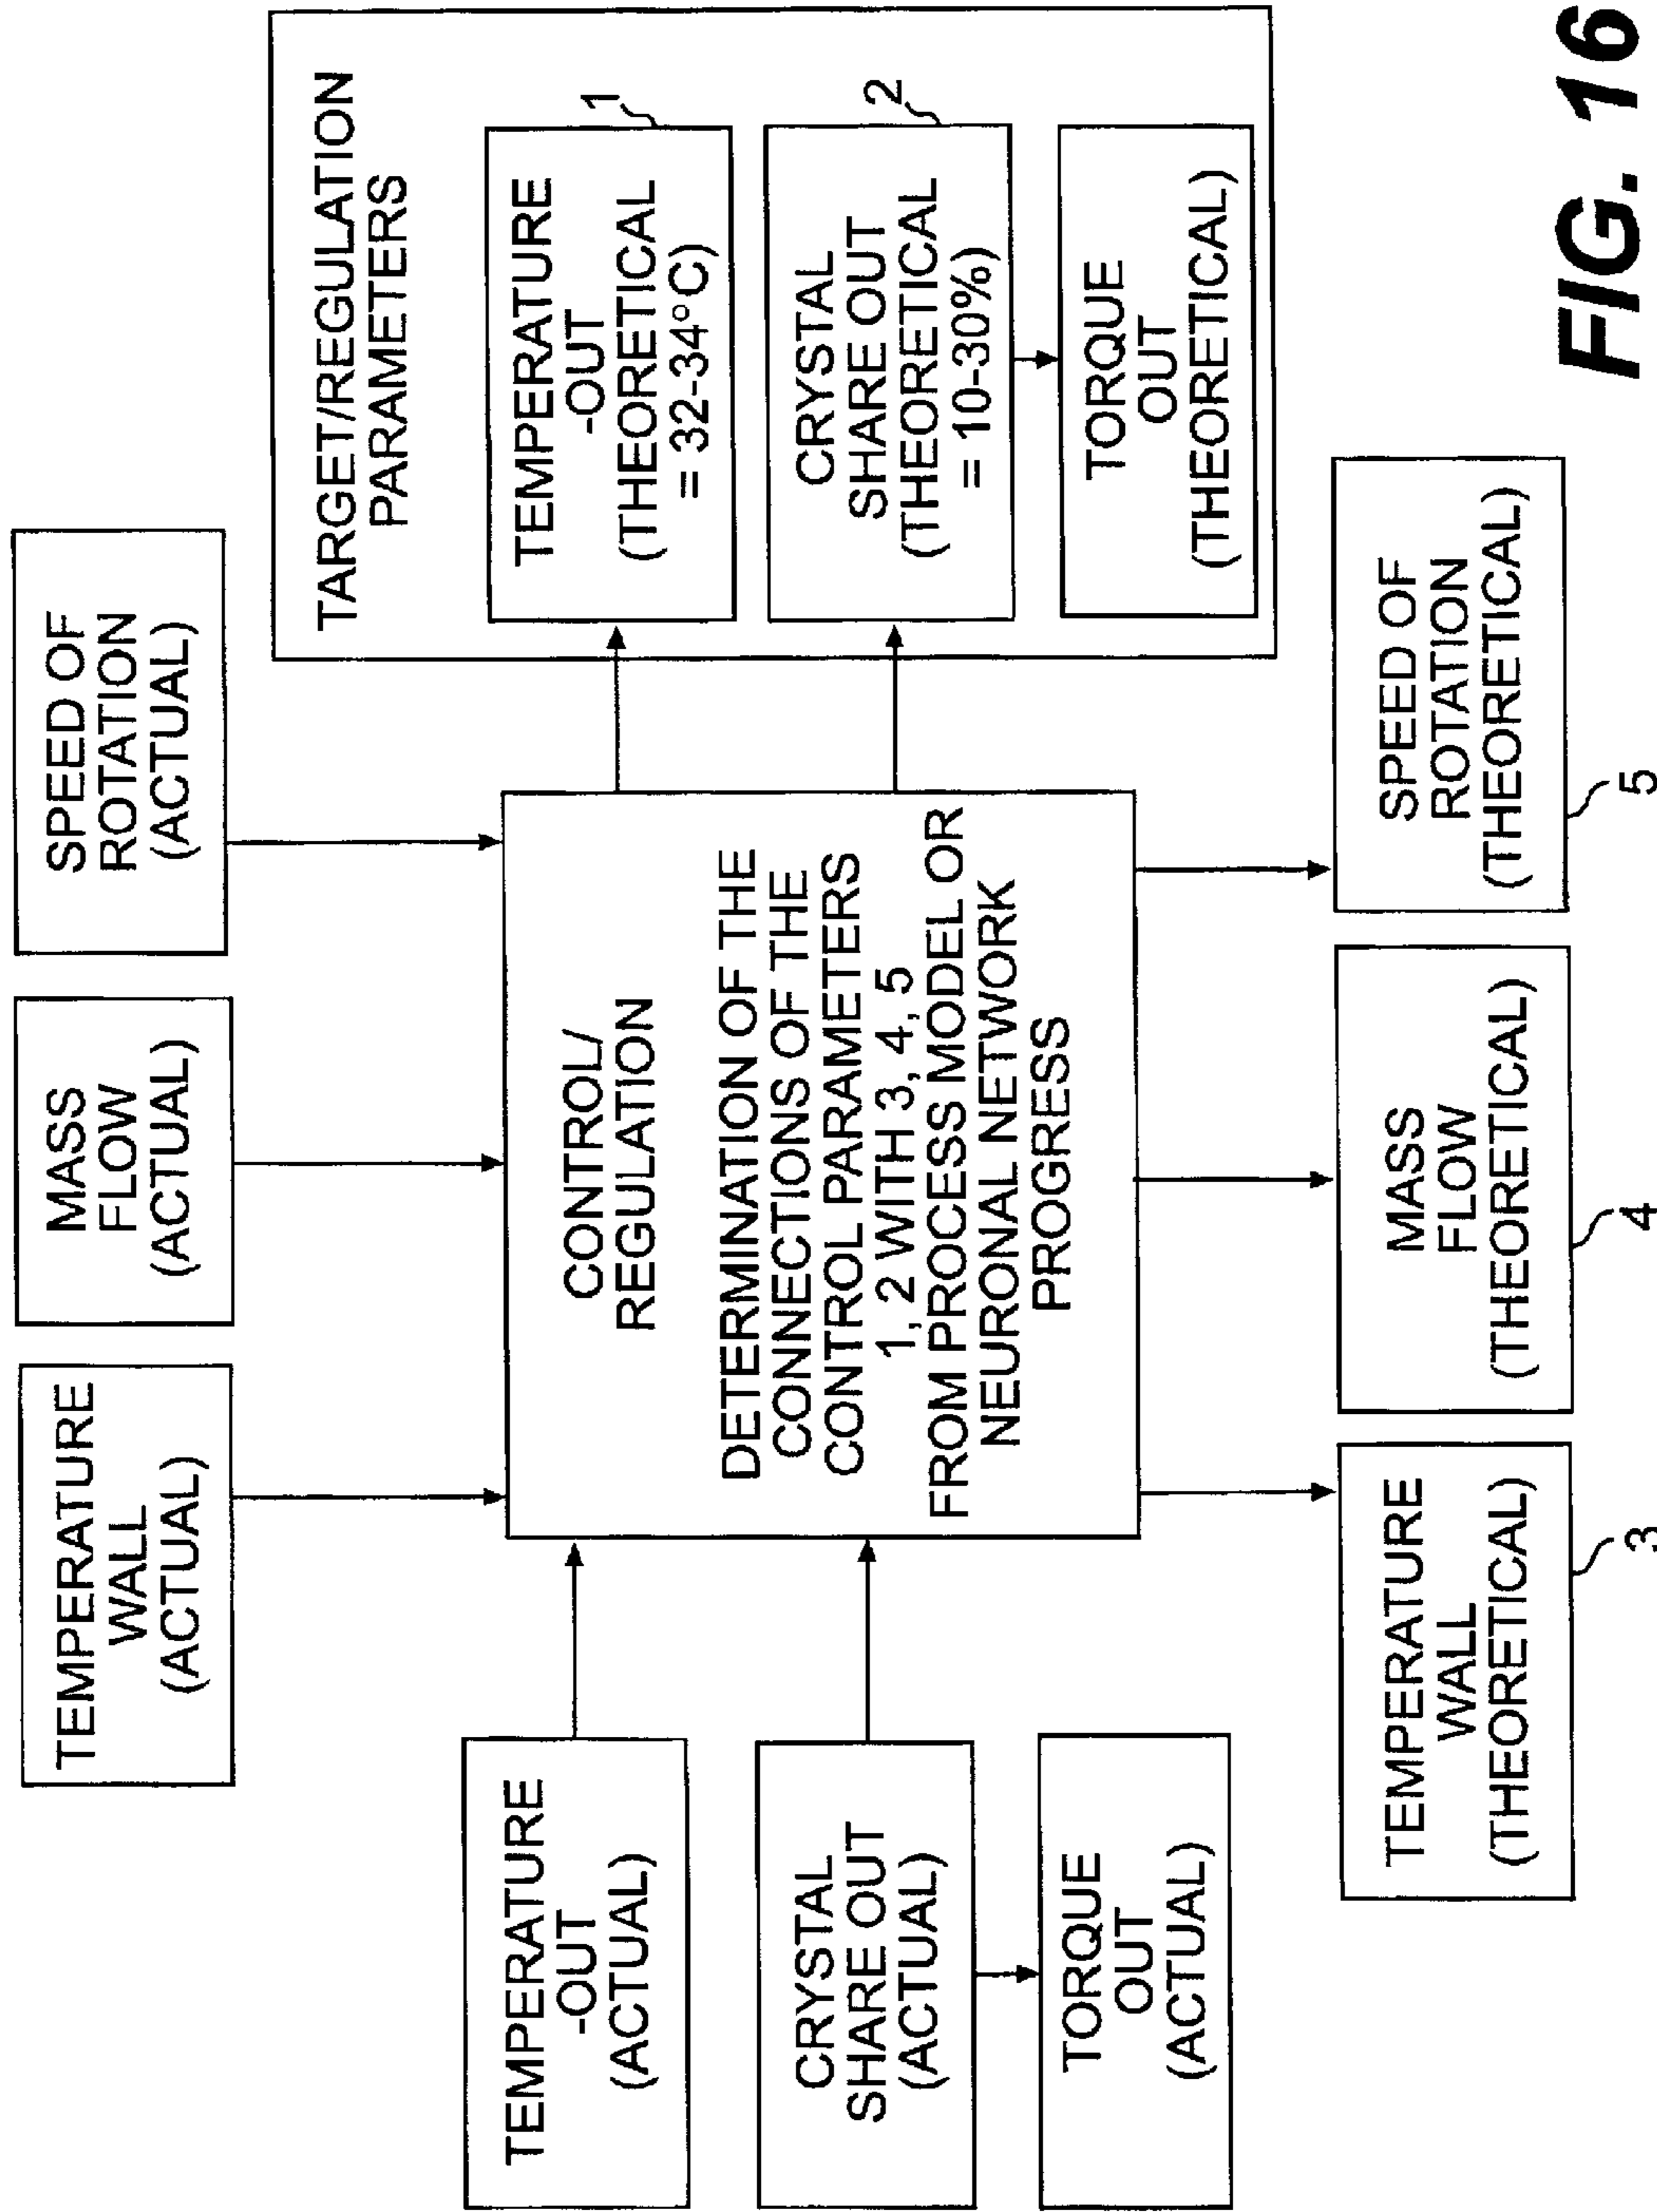 TEMPERATURE
WALL
(ACTUAL)
MASS
FLOW
(ACTUAL)
SPEED OF
ROTATION
(ACTUAL)
TEMPERATURE
-OUT
(ACTUAL)
CRYSTAL
SHARE OUT
(ACTUAL)
TORQUE
OUT
(ACTUAL)
CONTROL/
REGULATION
DETERMINATION OF THE
CONNECTIONS OF THE
CONTROL PARAMETERS
1, 2 WITH 3, 4, 5
FROM PROCESS MODEL OR
NEURONAL NETWORK
PROGRESS
TARGET/REGULATION
PARAMETERS
TEMPERATURE
-OUT
(THEORETICAL
= 32-34°C)
1
CRYSTAL
SHARE OUT
(THEORETICAL
= 10-30%)
2
TORQUE
OUT
(THEORETICAL)
TEMPERATURE
WALL
(THEORETICAL)
3
MASS
FLOW
(THEORETICAL)
4
SPEED OF
ROTATION
(THEORETICAL)
5
FIG. 16